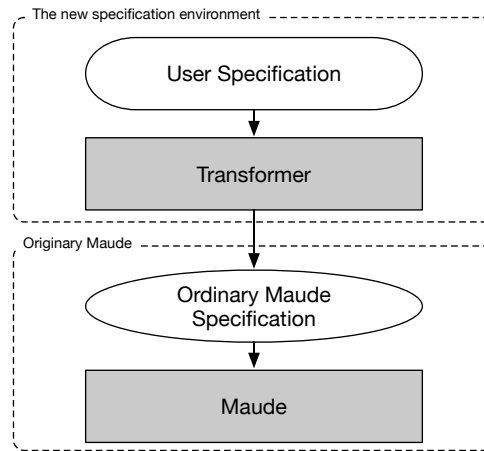 The new specification environment
User Specification
Transformer
Originary Maude
Ordinary Maude
Specification
Maude